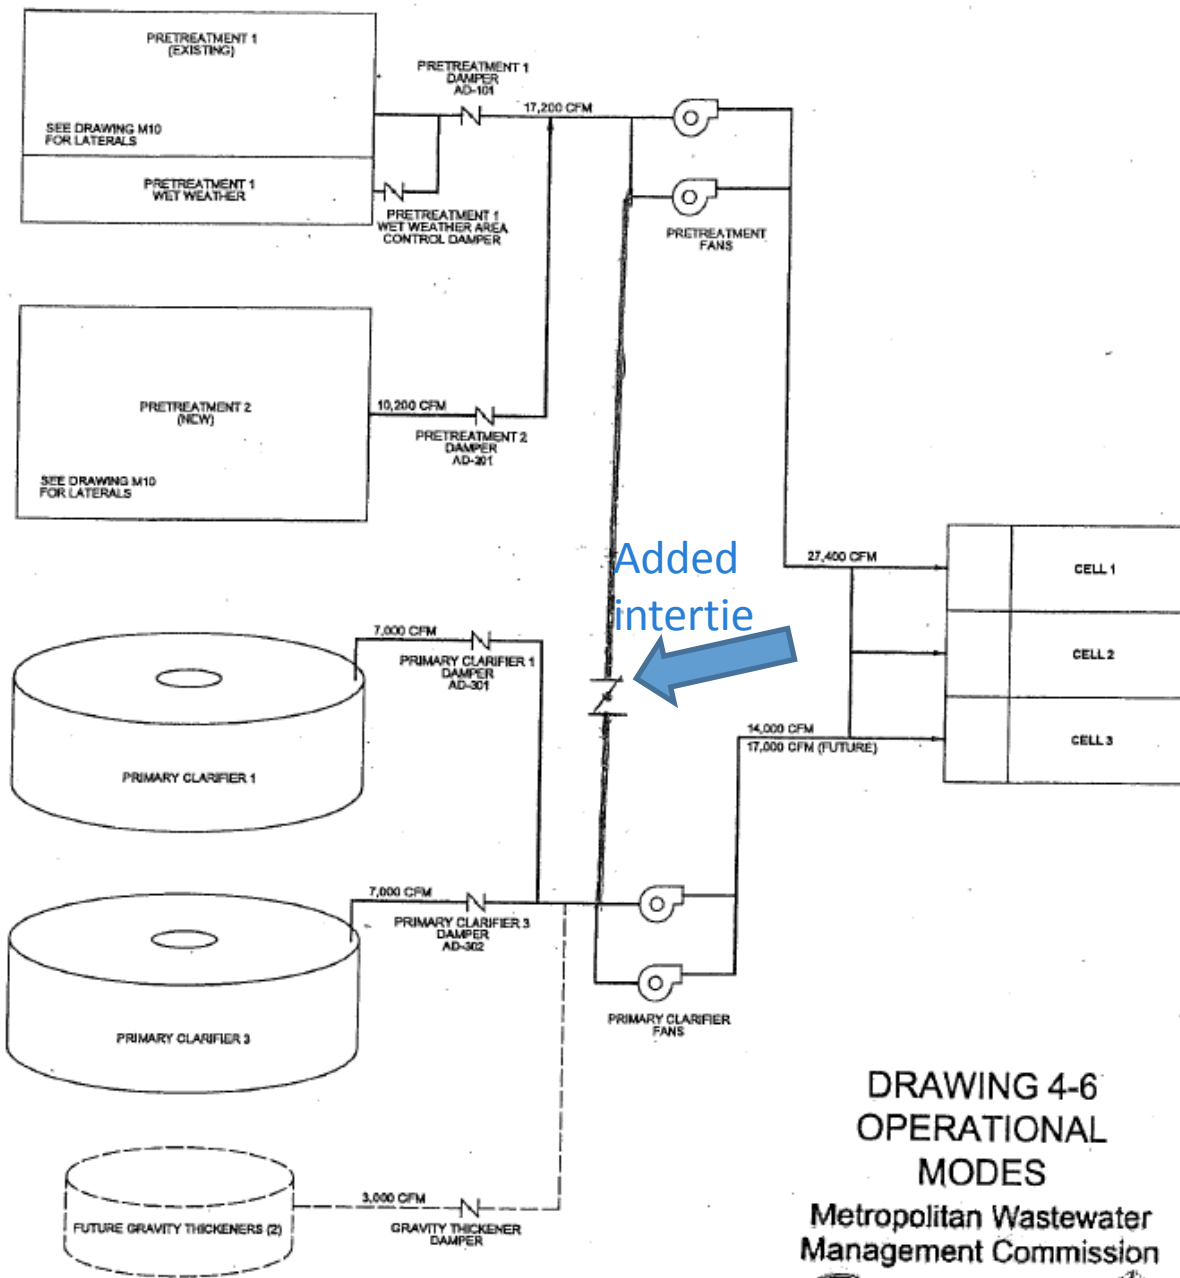 PRETREATMENT 1
(EXISTING)
SEE DRAWING M10
FOR LATERALS
PRETREATMENT 1
WET WEATHER
PRETREATMENT 1
DAMPER
AD-101
17,200 CFM
PRETREATMENT 1
WET WEATHER AREA
CONTROL DAMPER
PRETREATMENT
FANS
PRETREATMENT 2
(NEW)
SEE DRAWING M10
FOR LATERALS
10,200 CFM
PRETREATMENT 2
DAMPER
AD-201
Added
intertie
27,400 CFM
CELL 1
CELL 2
CELL 3
14,000 CFM
17,000 CFM (FUTURE)
7,000 CFM
PRIMARY CLARIFIER 1
DAMPER
AD-301
PRIMARY CLARIFIER 1
7,000 CFM
PRIMARY CLARIFIER 3
DAMPER
AD-302
PRIMARY CLARIFIER 3
PRIMARY CLARIFIER
FANS
3,000 CFM
GRAVITY THICKENER
DAMPER
FUTURE GRAVITY THICKENERS (2)
DRAWING 4-6
OPERATIONAL
MODES
Metropolitan Wastewater
Management Commission